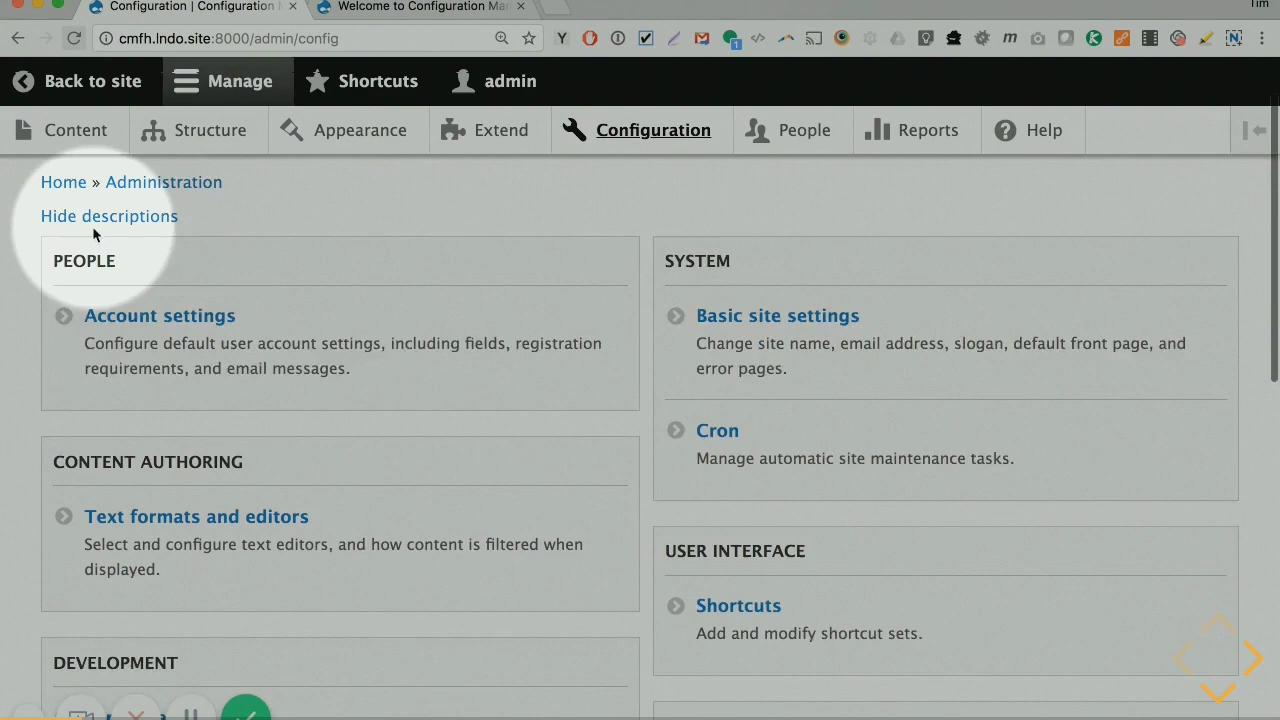 Configuration | Configuration M
Welcome to Configuration Man
Tim
cmfh.lndo.site:8000/admin/config
Back to site
Manage
Shortcuts
admin
Content
Structure
Appearance
Extend
Configuration
People
Reports
Help
Home » Administration
Hide descriptions
PEOPLE
Account settings
Configure default user account settings, including fields, registration
requirements, and email messages.
CONTENT AUTHORING
Text formats and editors
Select and configure text editors, and how content is filtered when
displayed.
DEVELOPMENT
SYSTEM
Basic site settings
Change site name, email address, slogan, default front page, and
error pages.
Cron
Manage automatic site maintenance tasks.
USER INTERFACE
Shortcuts
Add and modify shortcut sets.